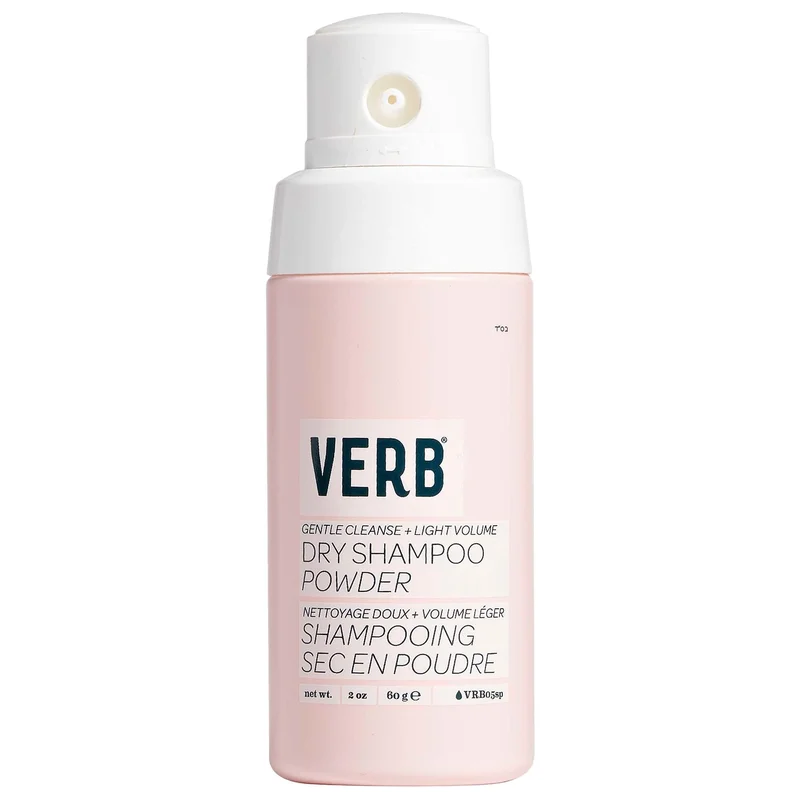 VERB®
GENTLE CLEANSE + LIGHT VOLUME
DRY SHAMPOO
POWDER
NETTOYAGE DOUX + VOLUME LÉGER
SHAMPOOING
SEC EN POUDRE
net wt. 2 oz 60 g ℮ VRB05sp